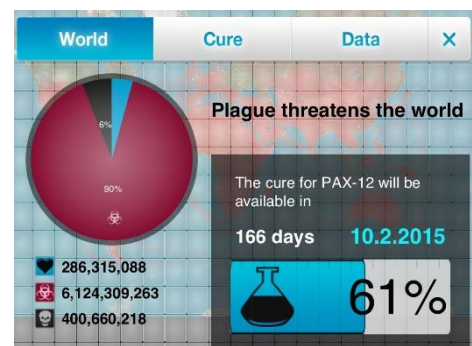 World Cure Data ×
Plague threatens the world
6%
90%
The cure for PAX-12 will be
available in
166 days 10.2.2015
286,315,088
6,124,309,263
400,660,218
61%